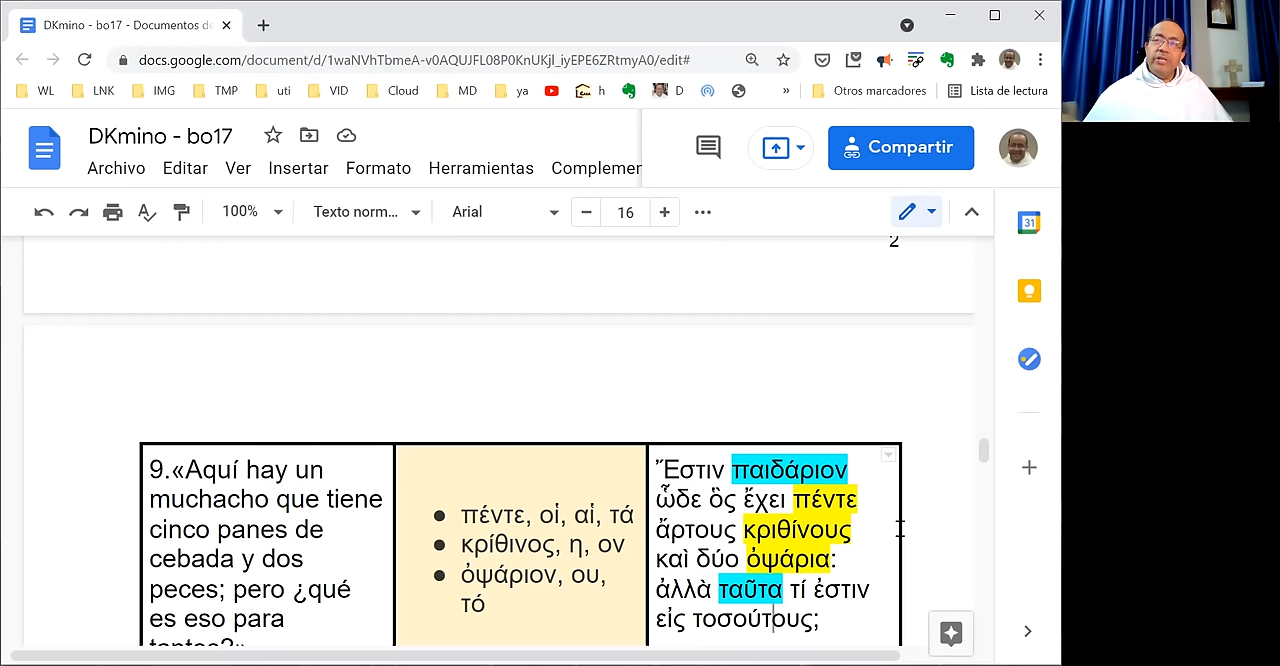 DKmino - bo17 - Documentos de
docs.google.com/document/d/1waNVhTbmeA-v0AQUJFL08P0KnUKjl_iyEPE6ZRtmyA0/edit#
WL LNK IMG TMP uti VID Cloud MD ya h D » Otros marcadores Lista de lectura
DKmino - bo17
Compartir
Archivo Editar Ver Insertar Formato Herramientas Complemen
100% Texto norm... Arial 16
31
2
9.«Aquí hay un
muchacho que tiene
cinco panes de
cebada y dos
peces; pero ¿qué
es eso para
tantos?»
● πέντε, οἱ, αἱ, τά
● κρίθινος, η, ον
● ὀψάριον, ου,
τό
Ἔστιν παιδάριον
ὧδε ὃς ἔχει πέντε
ἄρτους κριθίνους
καὶ δύο ὀψάρια:
ἀλλὰ ταῦτα τί ἐστιν
εἰς τοσούτους;